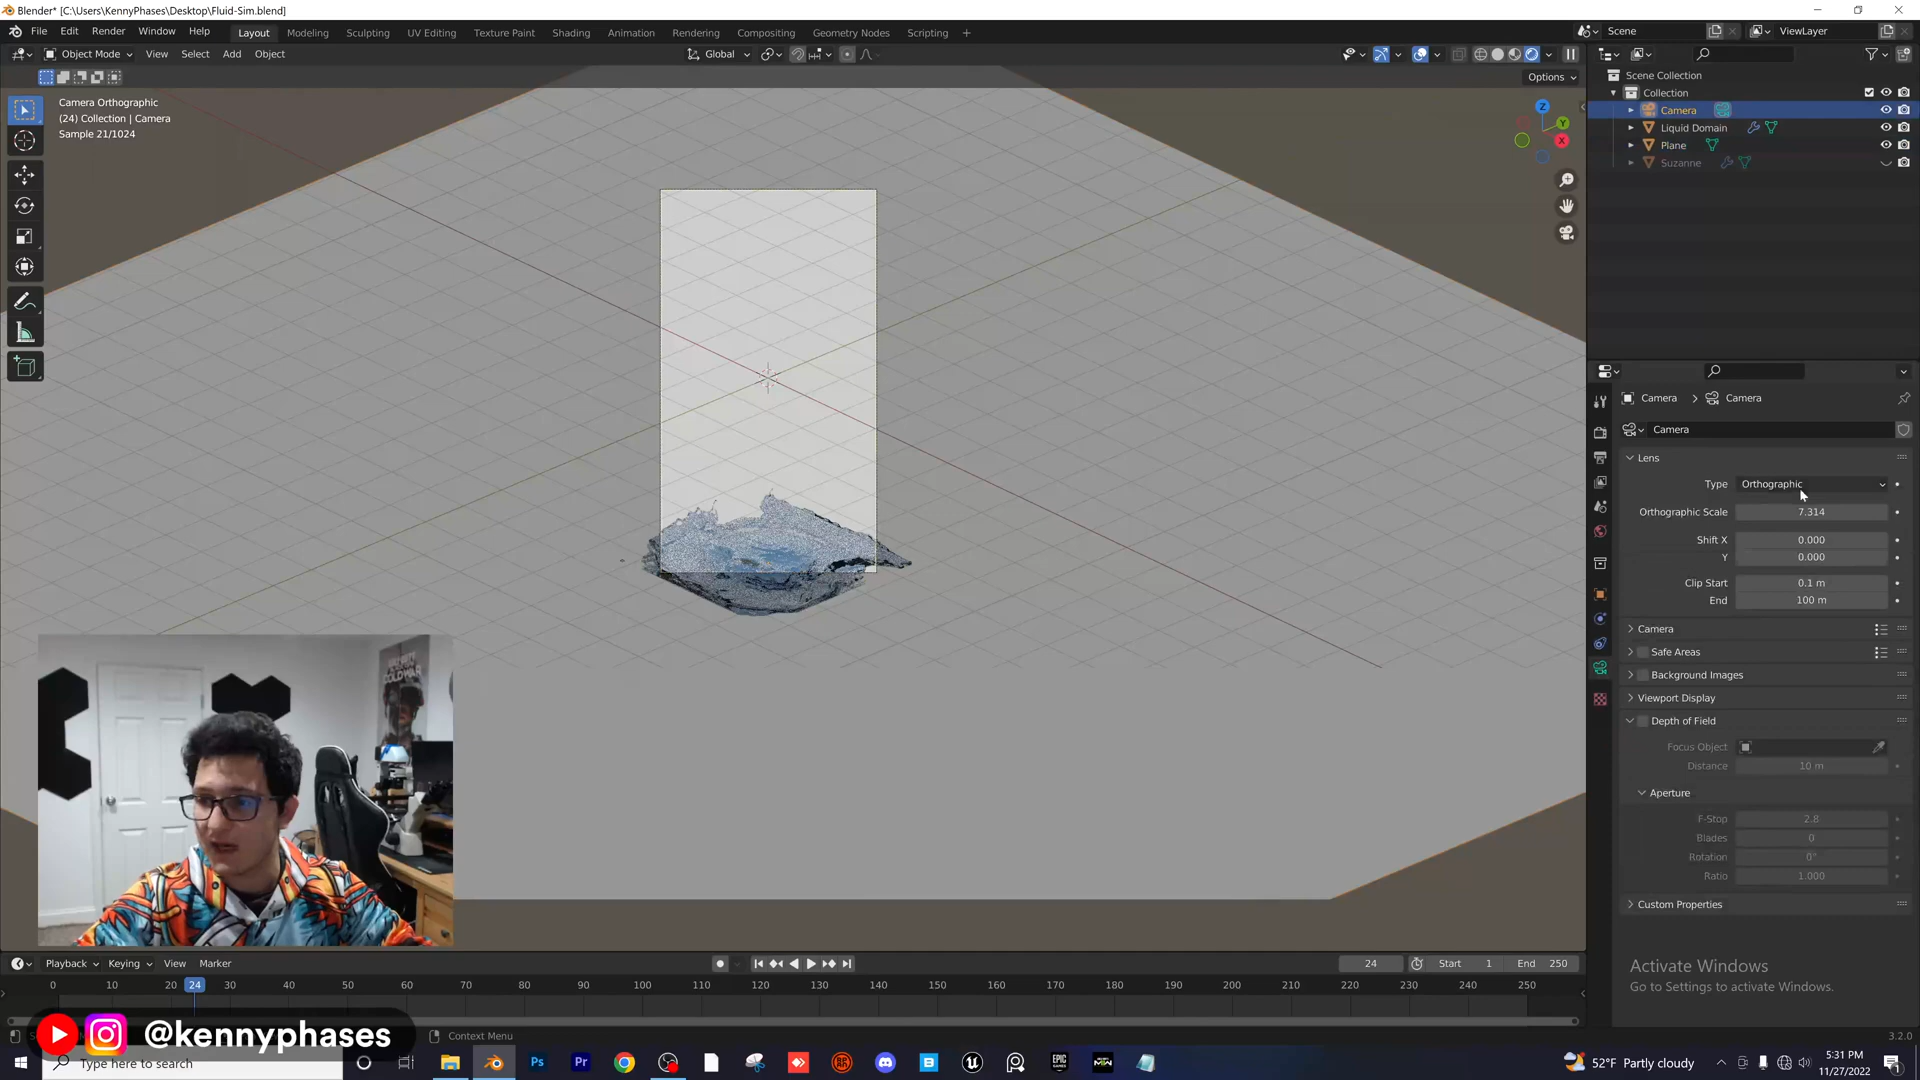 Blender* [C:\Users\KennyPhases\Desktop\Fluid-Sim.blend]
File Edit Render Window Help
Layout Modeling Sculpting UV Editing Texture Paint Shading Animation Rendering Compositing Geometry Nodes Scripting +
Scene
ViewLayer
Object Mode View Select Add Object
Global
Options
Camera Orthographic
(24) Collection | Camera
Sample 21/1024
Z
Y
X
Scene Collection
Collection
Camera
Liquid Domain
Plane
Suzanne
Camera > Camera
Camera
Lens
Type Orthographic
Orthographic Scale 7.314
Shift X 0.000
Y 0.000
Clip Start 0.1 m
End 100 m
Camera
Safe Areas
Background Images
Viewport Display
Depth of Field
Focus Object
Distance 10 m
Aperture
F-Stop 2.8
Blades 0
Rotation 0°
Ratio 1.000
Custom Properties
Activate Windows
Go to Settings to activate Windows.
Playback Keying View Marker
24 Start 1 End 250
0 10 20 24 30 40 50 60 70 80 90 100 110 120 130 140 150 160 170 180 190 200 210 220 230 240 250
@kennyphases
Context Menu
3.2.0
Type here to search
Ps
Pr
52°F Partly cloudy
5:31 PM
11/27/2022